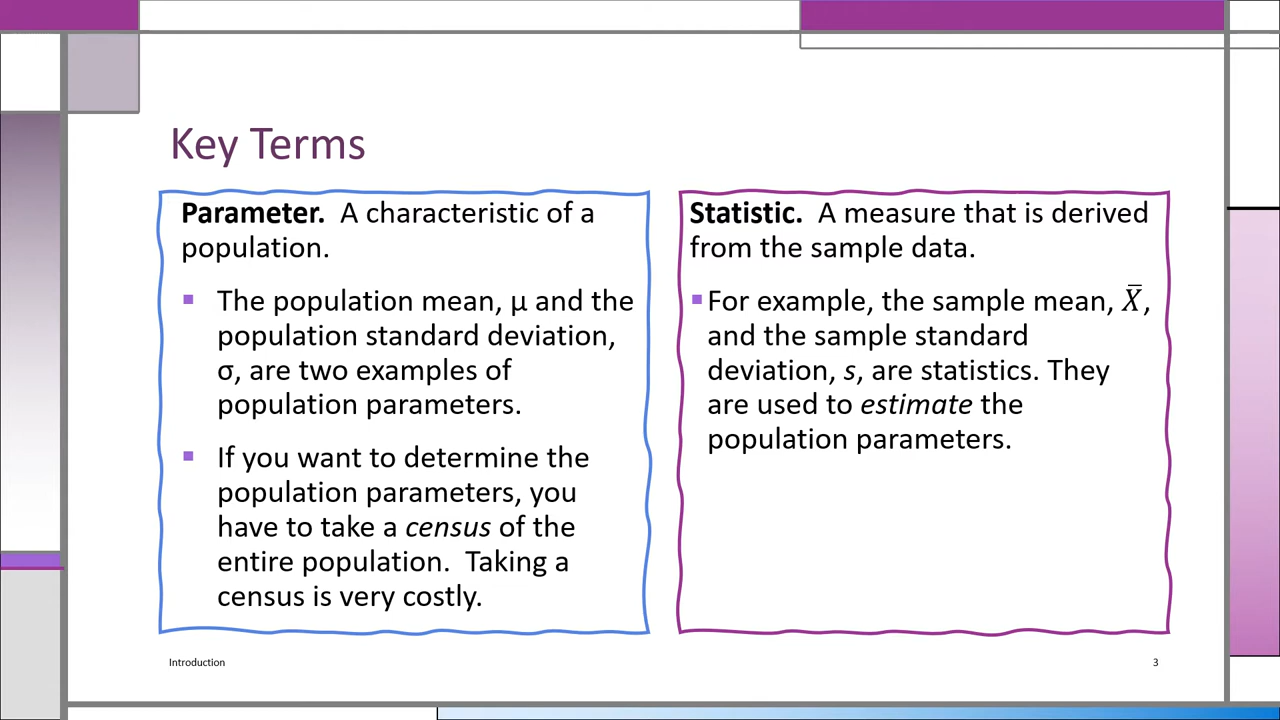 Key Terms
Parameter.  A characteristic of a
population.
▪ The population mean, µ and the
population standard deviation,
σ, are two examples of
population parameters.
▪ If you want to determine the
population parameters, you
have to take a census of the
entire population.  Taking a
census is very costly.
Statistic.  A measure that is derived
from the sample data.
▪ For example, the sample mean, X̄,
and the sample standard
deviation, s, are statistics. They
are used to estimate the
population parameters.
Introduction
3